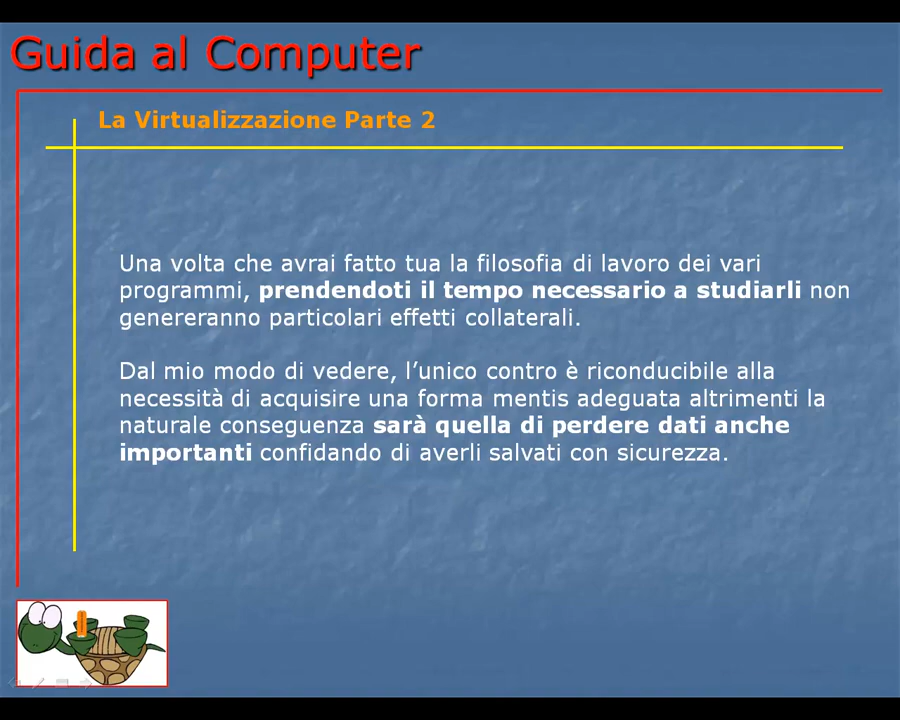 Guida al Computer
La Virtualizzazione Parte 2
Una volta che avrai fatto tua la filosofia di lavoro dei vari
programmi, prendendoti il tempo necessario a studiarli non
genereranno particolari effetti collaterali.
Dal mio modo di vedere, l’unico contro è riconducibile alla
necessità di acquisire una forma mentis adeguata altrimenti la
naturale conseguenza sarà quella di perdere dati anche
importanti confidando di averli salvati con sicurezza.